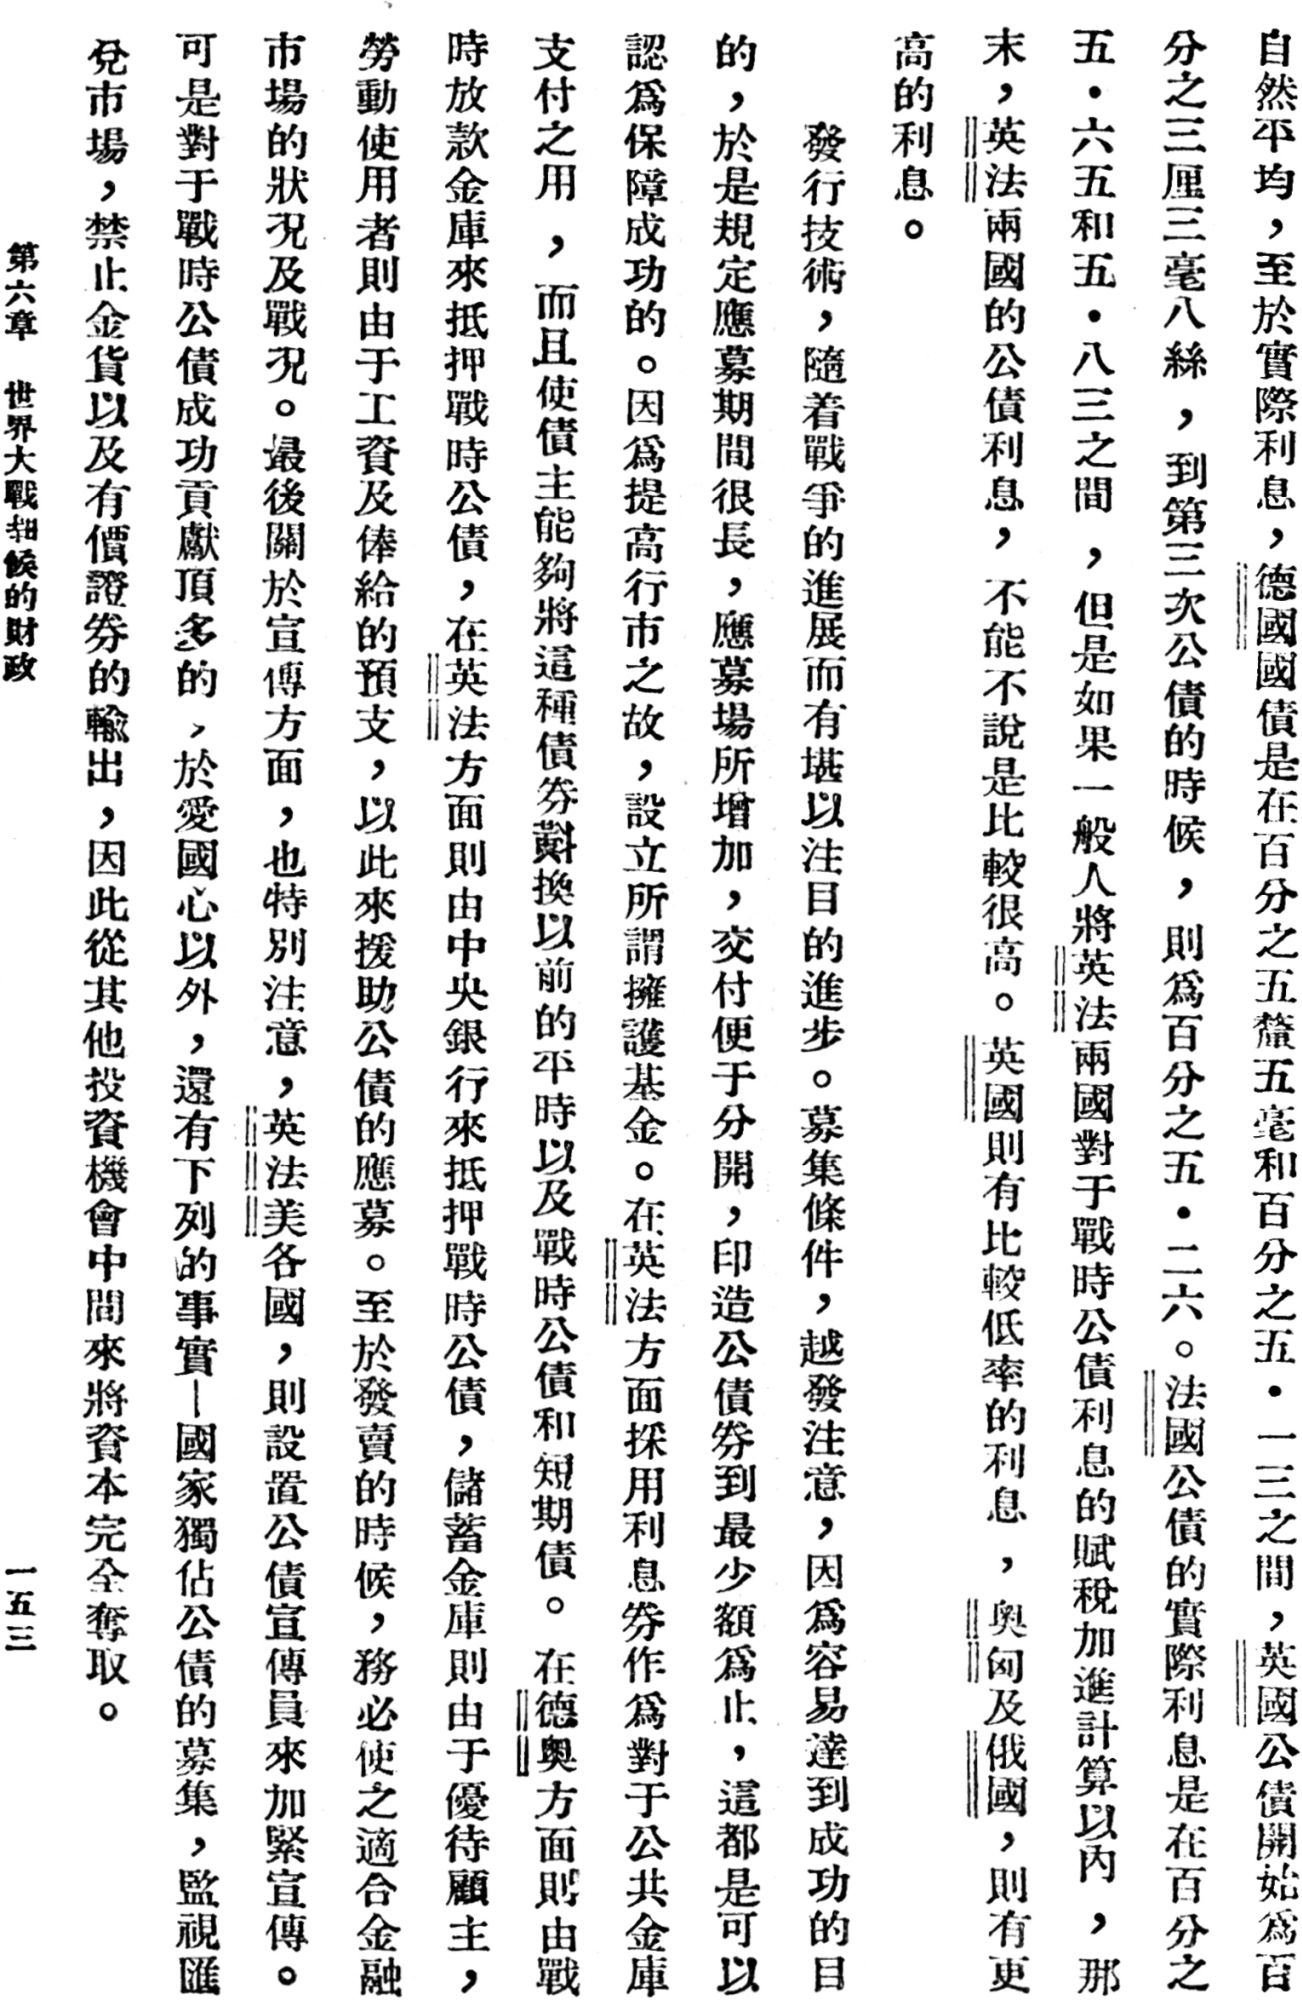 自然平均，至於實際利息，德國國債是在百分之五釐五毫和百分之五・一三之間，英國公債開始爲百
分之三厘三毫八絲，到第三次公債的時候，則爲百分之五・二六。法國公債的實際利息是在百分之
五・六五和五・八三之間，但是如果一般人將英法兩國對于戰時公債利息的賦稅加進計算以內，那
末，英法兩國的公債利息，不能不說是比較很高。英國則有比較低率的利息，奧匈及俄國，則有更
高的利息。
發行技術，隨着戰爭的進展而有堪以注目的進步。募集條件，越發注意，因爲容易達到成功的目
的，於是規定應募期間很長，應募場所增加，交付便于分開，印造公債券到最少額爲止，這都是可以
認爲保障成功的。因爲提高行市之故，設立所謂擁護基金。在英法方面採用利息券作爲對于公共金庫
支付之用，而且使債主能夠將這種債券斢換以前的平時以及戰時公債和短期債。在德奧方面則由戰
時放款金庫來抵押戰時公債，在英法方面則由中央銀行來抵押戰時公債，儲蓄金庫則由于優待顧主，
勞動使用者則由于工資及俸給的預支，以此來援助公債的應募。至於發賣的時候，務必使之適合金融
市場的狀况及戰况。最後關於宣傳方面，也特別注意，英法美各國，則設置公債宣傳員來加緊宣傳。
可是對于戰時公債成功貢獻頂多的，於愛國心以外，還有下列的事實—國家獨佔公債的募集，監視匯
兌市場，禁止金貨以及有價證券的輸出，因此從其他投資機會中間來將資本完全奪取。
第六章　世界大戰時候的財政
一五三